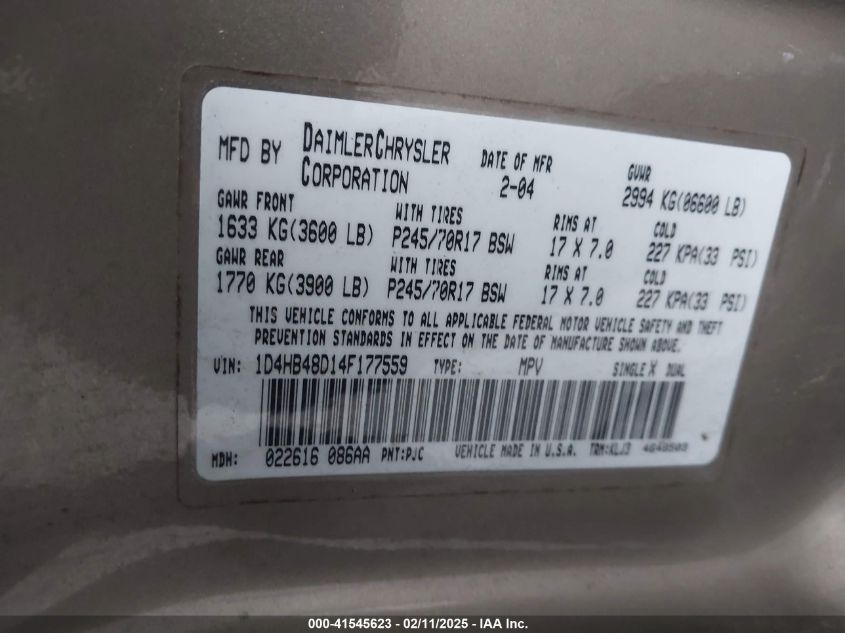 MFD BY DAIMLERCHRYSLER CORPORATION DATE OF MFR 2-04 GVWR 2994 KG(06600 LB)
GAWR FRONT WITH TIRES RIMS AT COLD
1633 KG(3600 LB) P245/70R17 BSW 17 X 7.0 227 KPA(33 PSI)
GAWR REAR WITH TIRES RIMS AT COLD
1770 KG(3900 LB) P245/70R17 BSW 17 X 7.0 227 KPA(33 PSI)
THIS VEHICLE CONFORMS TO ALL APPLICABLE FEDERAL MOTOR VEHICLE SAFETY AND THEFT
PREVENTION STANDARDS IN EFFECT ON THE DATE OF MANUFACTURE SHOWN ABOVE.
VIN: 1D4HB48D14F177559 TYPE: MPV SINGLE X DUAL
MDH: 022616 086AA PNT:PJC VEHICLE MADE IN U.S.A. TRM:KLJ3
000-41545623 - 02/11/2025 - IAA Inc.